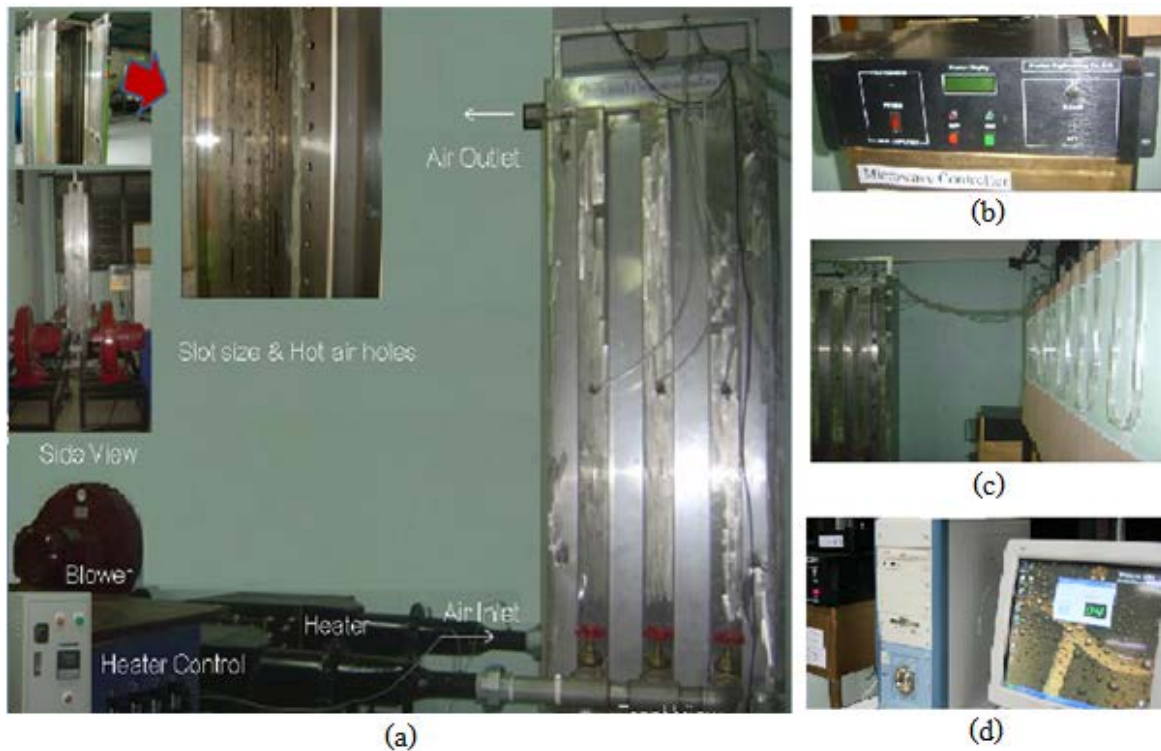 Air Outlet
Slot size & Hot air holes
Side View
Blower
Heater
Air Inlet
Heater Control
(a)
Microwave Controller
(b)
(c)
(d)